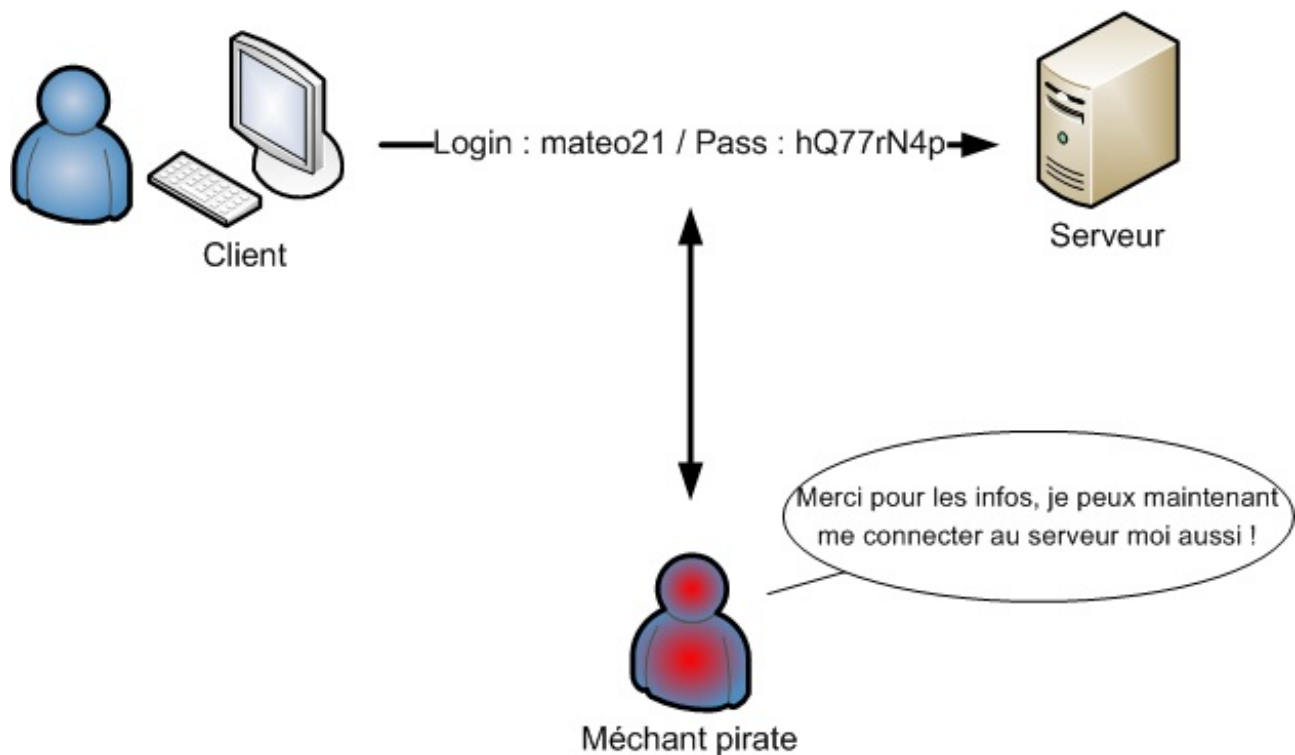 Login : mateo21 / Pass : hQ77rN4p
Client
Serveur
Merci pour les infos, je peux maintenant
me connecter au serveur moi aussi !
Méchant pirate